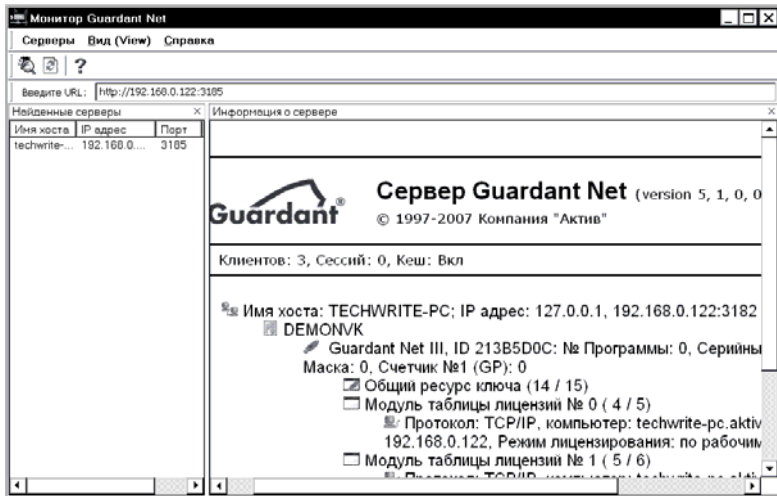 Монитор Guardant Net
Серверы Вид (View) Справка
Введите URL: http://192.168.0.122:3185
Найденные серверы
Имя хоста IP адрес Порт
techwrite-... 192.168.0.... 3185
Информация о сервере
Guardant®
Сервер Guardant Net (version 5, 1, 0, 0
© 1997-2007 Компания "Актив"
Клиентов: 3, Сессий: 0, Кеш: Вкл
Имя хоста: TECHWRITE-PC; IP адрес: 127.0.0.1, 192.168.0.122:3182
DEMONVK
Guardant Net III, ID 213B5D0C: № Программы: 0, Серийны
Маска: 0, Счетчик №1 (GP): 0
Общий ресурс ключа (14 / 15)
Модуль таблицы лицензий № 0 ( 4 / 5)
Протокол: TCP/IP, компьютер: techwrite-pc.aktiv
192.168.0.122, Режим лицензирования: по рабочим
Модуль таблицы лицензий № 1 ( 5 / 6)